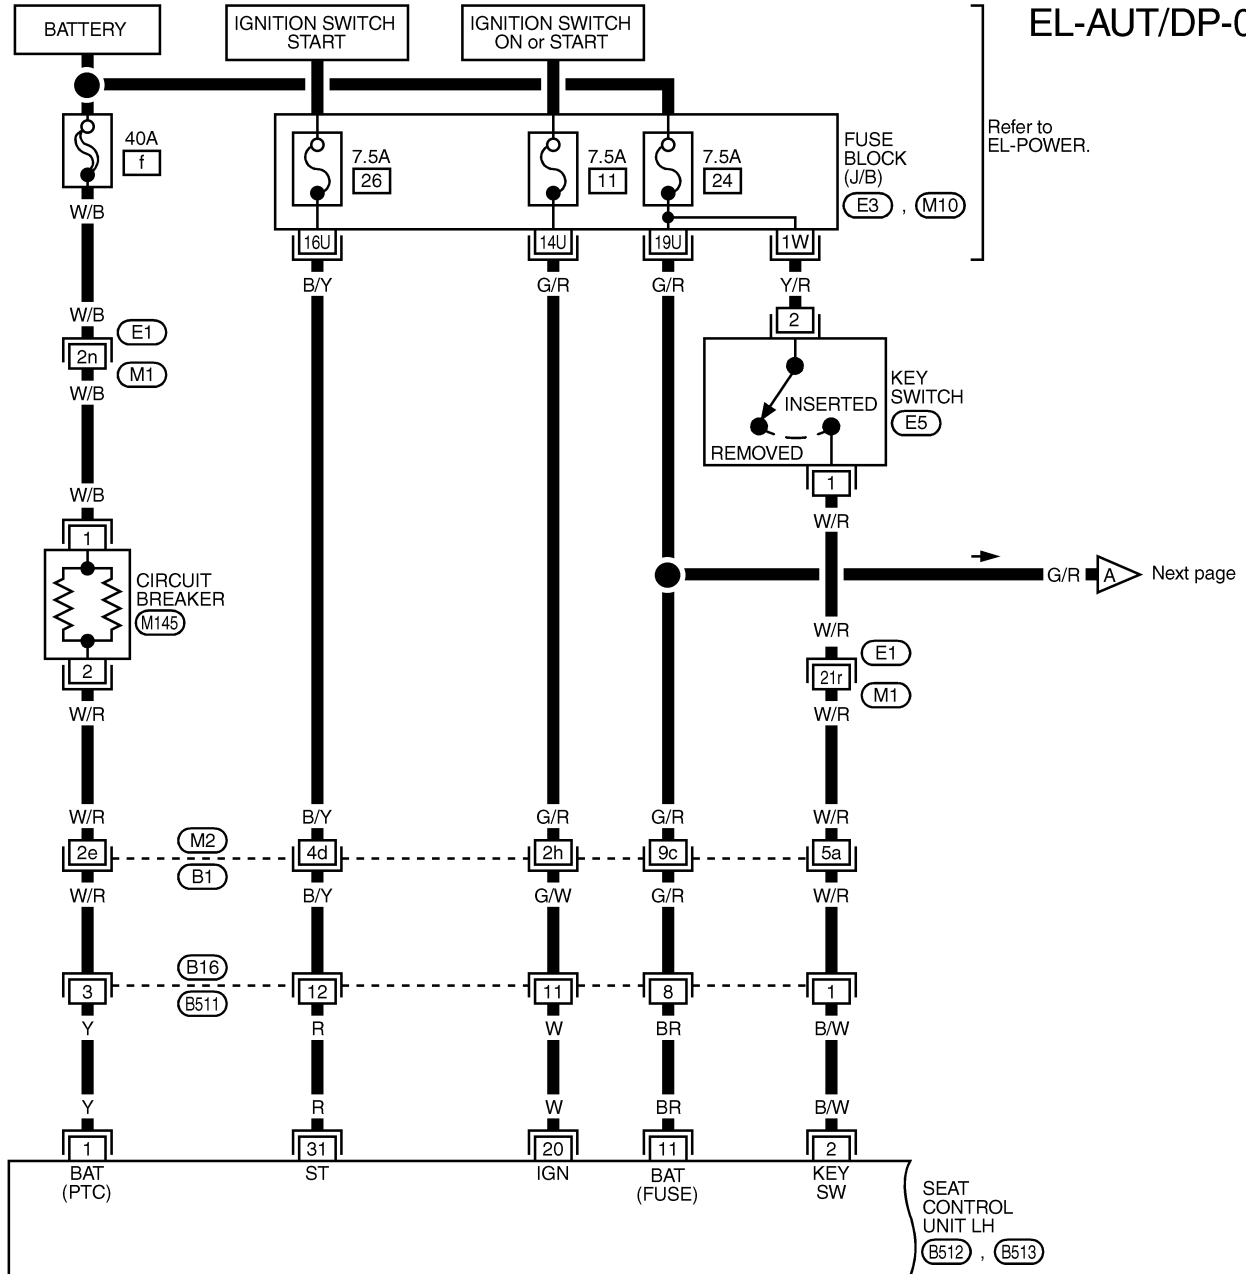 EL-AUT/DP-0
BATTERY
IGNITION SWITCH
START
IGNITION SWITCH
ON or START
Refer to
EL-POWER.
40A
f
7.5A
26
7.5A
11
7.5A
24
FUSE
BLOCK
(J/B)
E3 , M10
W/B
16U
14U
19U
1W
B/Y
G/R
G/R
Y/R
W/B
E1
2n
M1
W/B
2
KEY
SWITCH
E5
INSERTED
REMOVED
1
W/B
W/R
1
CIRCUIT
BREAKER
M145
2
G/R
A
Next page
W/R
E1
21r
M1
W/R
W/R
W/R
B/Y
G/R
G/R
W/R
2e
M2
B1
4d
2h
9c
5a
W/R
B/Y
G/W
G/R
W/R
3
B16
B511
12
11
8
1
Y
R
W
BR
B/W
Y
R
W
BR
B/W
1
31
20
11
2
BAT
(PTC)
ST
IGN
BAT
(FUSE)
KEY
SW
SEAT
CONTROL
UNIT LH
B512 , B513